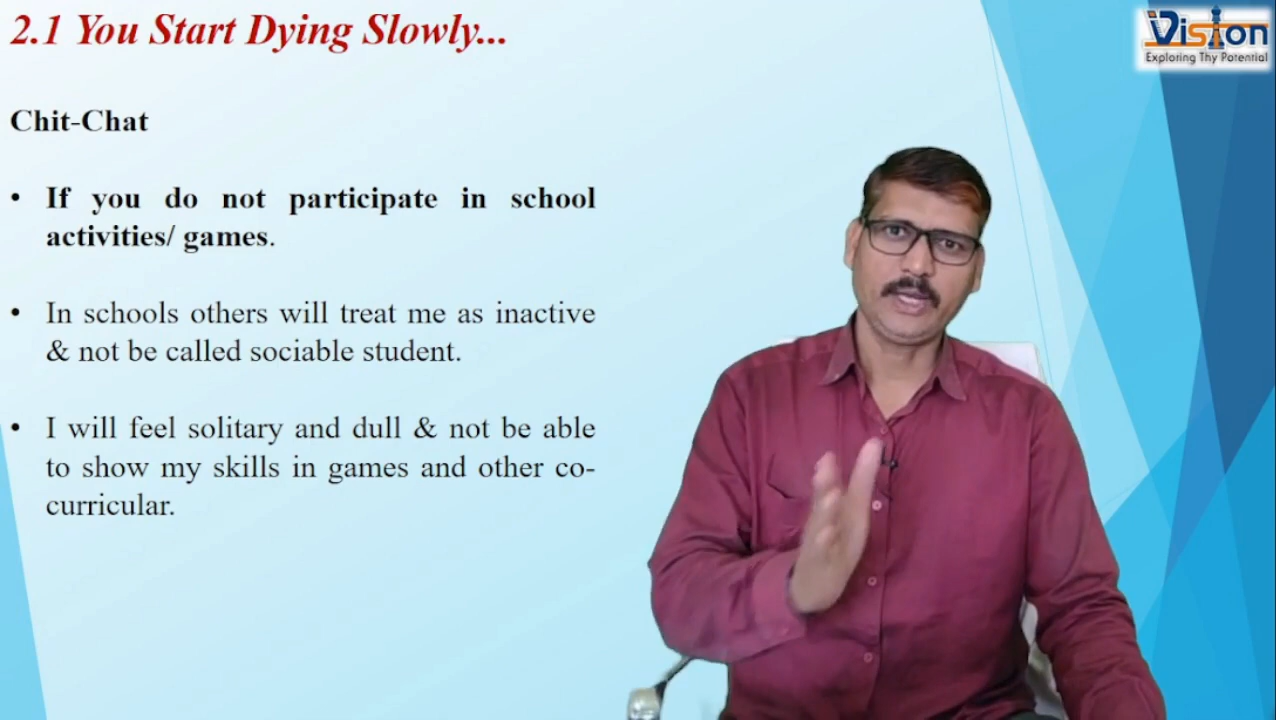 2.1 You Start Dying Slowly...
Vision
Exploring Thy Potential
Chit-Chat
• If you do not participate in school
activities/ games.
• In schools others will treat me as inactive
& not be called sociable student.
• I will feel solitary and dull & not be able
to show my skills in games and other co-
curricular.